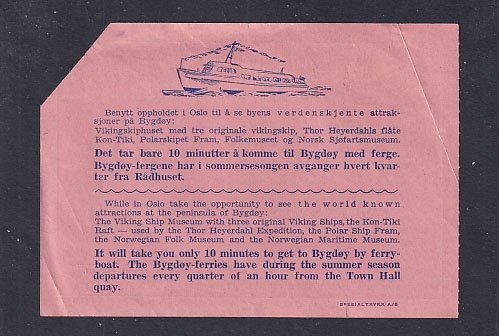 Benytt oppholdet i Oslo til å se byens verdenskjente attrak-
sjoner på Bygdøy:
Vikingskiphuset med tre originale vikingskip, Thor Heyerdahls flåte
Kon-Tiki, Polarskipet Fram, Folkemuseet og Norsk Sjøfartsmuseum.
Det tar bare 10 minutter å komme til Bygdøy med ferge.
Bygdøy-fergene har i sommersesongen avganger hvert kvar-
ter fra Rådhuset.
While in Oslo take the opportunity to see the world known
attractions at the peninsula of Bygdøy:
The Viking Ship Museum with three original Viking Ships, the Kon-Tiki
Raft — used by the Thor Heyerdahl Expedition, the Polar Ship Fram,
the Norwegian Folk Museum and the Norwegian Maritime Museum.
It will take you only 10 minutes to get to Bygdøy by ferry-
boat. The Bygdøy-ferries have during the summer season
departures every quarter of an hour from the Town Hall
quay.
SPESIALTRYKK A/S